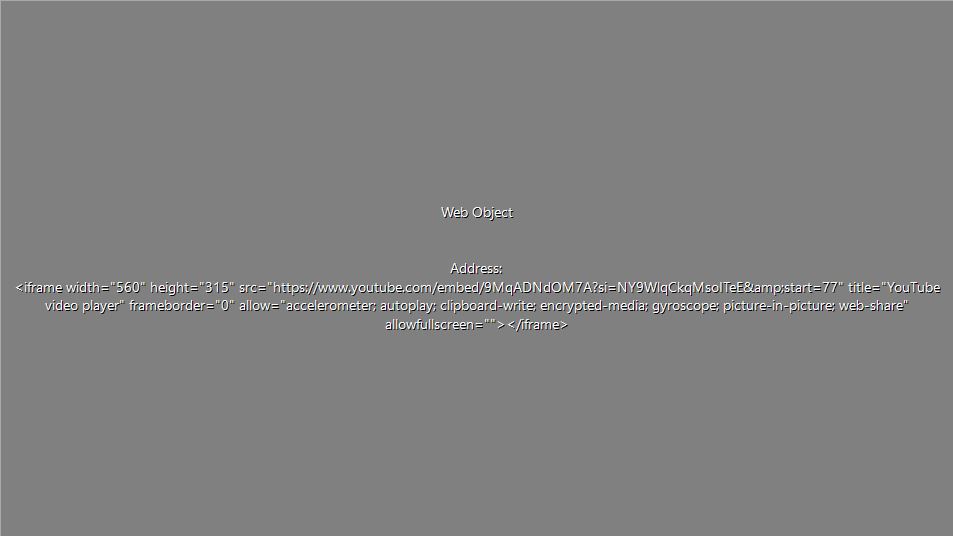 Web Object
Address:
<iframe width="560" height="315" src="https://www.youtube.com/embed/9MqADNdOM7A?si=NY9WlqCkqMsolTeE&amp;start=77" title="YouTube
video player" frameborder="0" allow="accelerometer; autoplay; clipboard-write; encrypted-media; gyroscope; picture-in-picture; web-share"
allowfullscreen=""></iframe>